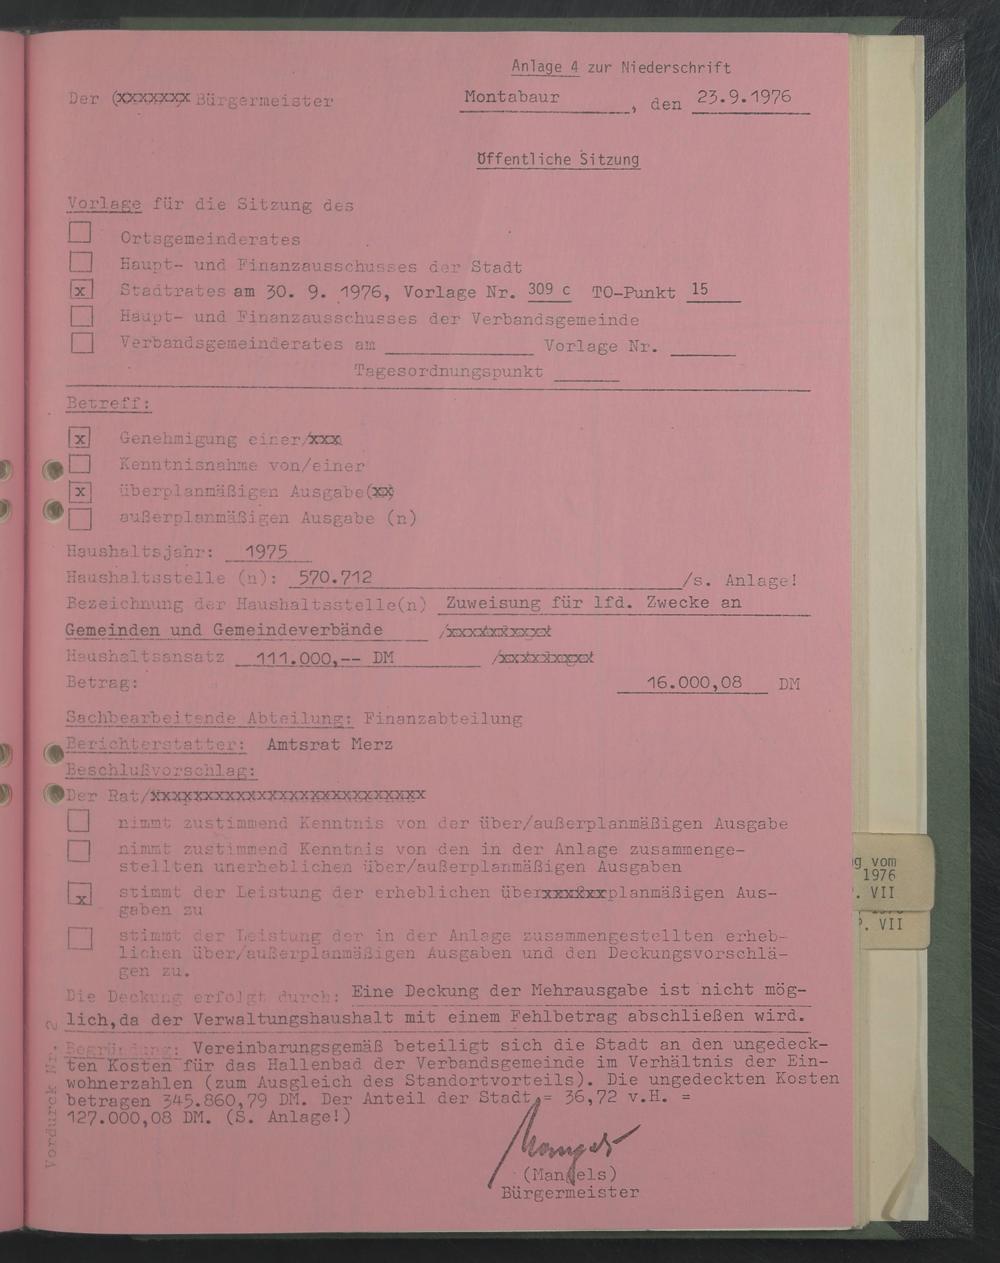 Anlage 4 zur Niederschrift
Der (xxxxxxx Bürgermeister
Montabaur, den 23.9.1976
Öffentliche Sitzung
Vorlage für die Sitzung des
Ortsgemeinderates
Haupt- und Finanzausschusses der Stadt
x Stadtrates am 30. 9. 1976, Vorlage Nr. 309 c TO-Punkt 15
Haupt- und Finanzausschusses der Verbandsgemeinde
Verbandsgemeinderates am Vorlage Nr.
Tagesordnungspunkt
Betreff:
x Genehmigung einer/xxx
Kenntnisnahme von/einer
x überplanmäßigen Ausgabe(xx)
außerplanmäßigen Ausgabe (n)
Haushaltsjahr: 1975
Haushaltsstelle (n): 570.712 /s. Anlage!
Bezeichnung der Haushaltsstelle(n) Zuweisung für lfd. Zwecke an
Gemeinden und Gemeindeverbände /xxxxxxxxxx
Haushaltsansatz 111.000,-- DM /xxxxxxxxx
Betrag: 16.000,08 DM
Sachbearbeitende Abteilung: Finanzabteilung
Berichterstatter: Amtsrat Merz
Beschlußvorschlag:
Der Rat/xxxxxxxxxxxxxxxxxxxxxxxxxx
nimmt zustimmend Kenntnis von der über/außerplanmäßigen Ausgabe
nimmt zustimmend Kenntnis von den in der Anlage zusammenge-
stellten unerheblichen über/außerplanmäßigen Ausgaben
x stimmt der Leistung der erheblichen überxxxxxxplanmäßigen Aus-
gaben zu
stimmt der Leistung der in der Anlage zusammengestellten erheb-
lichen über/außerplanmäßigen Ausgaben und den Deckungsvorschlä-
gen zu.
Die Deckung erfolgt durch: Eine Deckung der Mehrausgabe ist nicht mög-
lich, da der Verwaltungshaushalt mit einem Fehlbetrag abschließen wird.
Begründung: Vereinbarungsgemäß beteiligt sich die Stadt an den ungedeck-
ten Kosten für das Hallenbad der Verbandsgemeinde im Verhältnis der Ein-
wohnerzahlen (zum Ausgleich des Standortvorteils). Die ungedeckten Kosten
betragen 345.860,79 DM. Der Anteil der Stadt = 36,72 v.H. =
127.000,08 DM. (S. Anlage!)
Mangels
(Mangels)
Bürgermeister
Vordurck Nr. 2
g vom
1976
. VII
P. VII